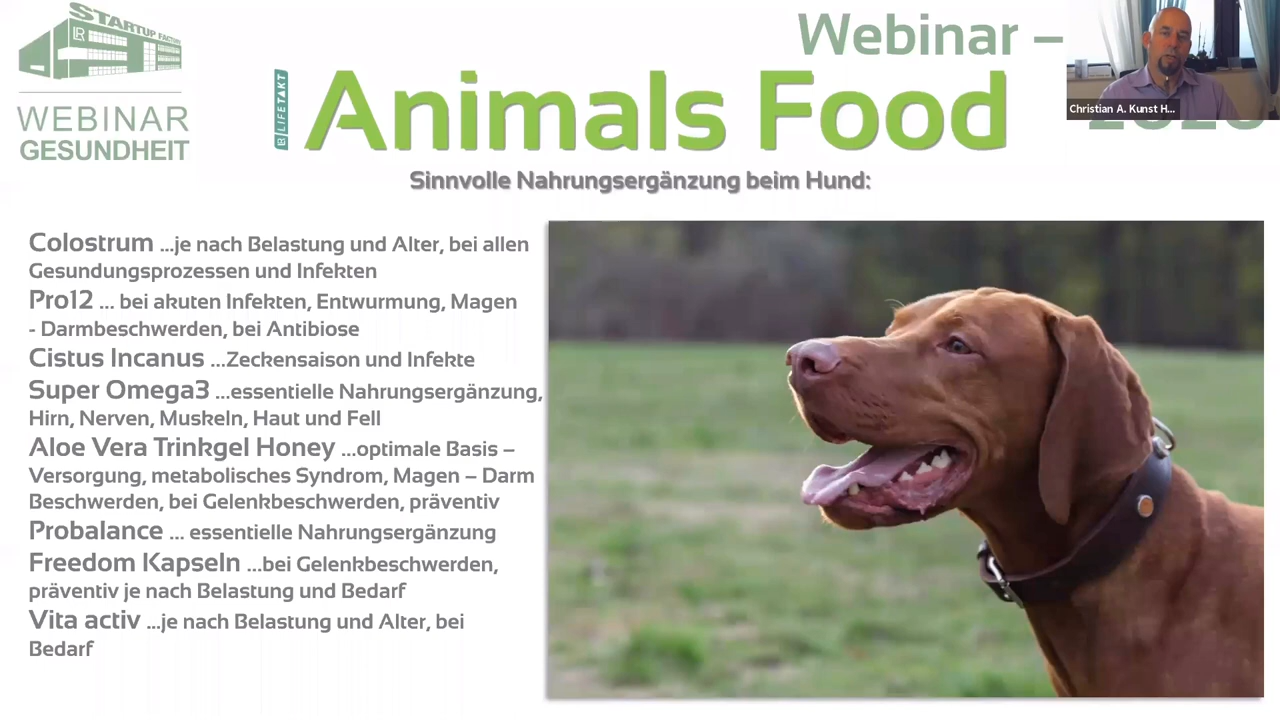 STARTUP FACTORY
LR
WEBINAR
GESUNDHEIT
Webinar –
LR LIFETAKT
Animals Food
Sinnvolle Nahrungsergänzung beim Hund:
Christian A. Kunst H...
Colostrum ...je nach Belastung und Alter, bei allen
Gesundungsprozessen und Infekten
Pro12 ... bei akuten Infekten, Entwurmung, Magen
- Darmbeschwerden, bei Antibiose
Cistus Incanus ...Zeckensaison und Infekte
Super Omega3 ...essentielle Nahrungsergänzung,
Hirn, Nerven, Muskeln, Haut und Fell
Aloe Vera Trinkgel Honey ...optimale Basis –
Versorgung, metabolisches Syndrom, Magen – Darm
Beschwerden, bei Gelenkbeschwerden, präventiv
Probalance ... essentielle Nahrungsergänzung
Freedom Kapseln ...bei Gelenkbeschwerden,
präventiv je nach Belastung und Bedarf
Vita activ ...je nach Belastung und Alter, bei
Bedarf